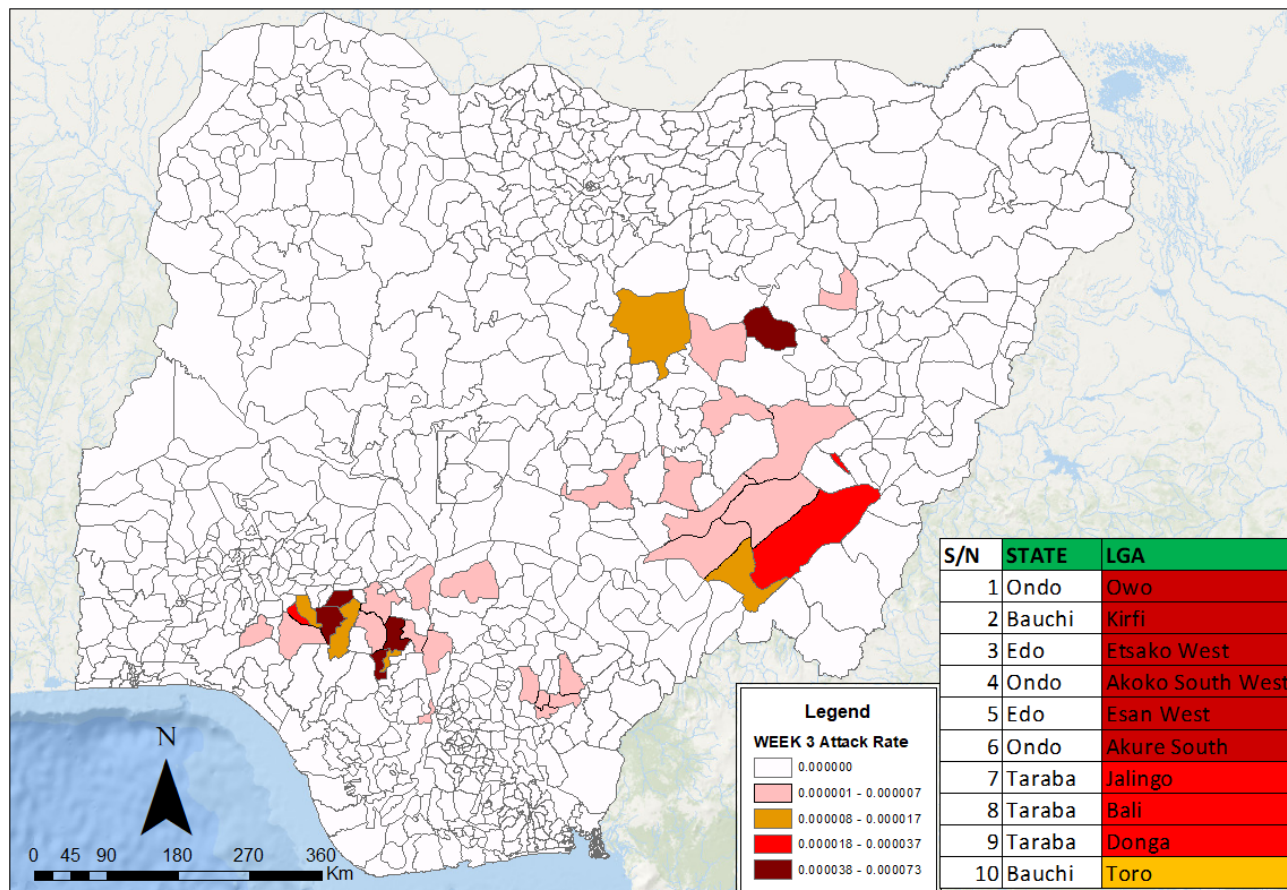 N
0 45 90 180 270 360
Km
Legend
WEEK 3 Attack Rate
0.000000
0.000001 - 0.000007
0.000008 - 0.000017
0.000018 - 0.000037
0.000038 - 0.000073
S/N STATE LGA
1 Ondo Owo
2 Bauchi Kirfi
3 Edo Etsako West
4 Ondo Akoko South West
5 Edo Esan West
6 Ondo Akure South
7 Taraba Jalingo
8 Taraba Bali
9 Taraba Donga
10 Bauchi Toro